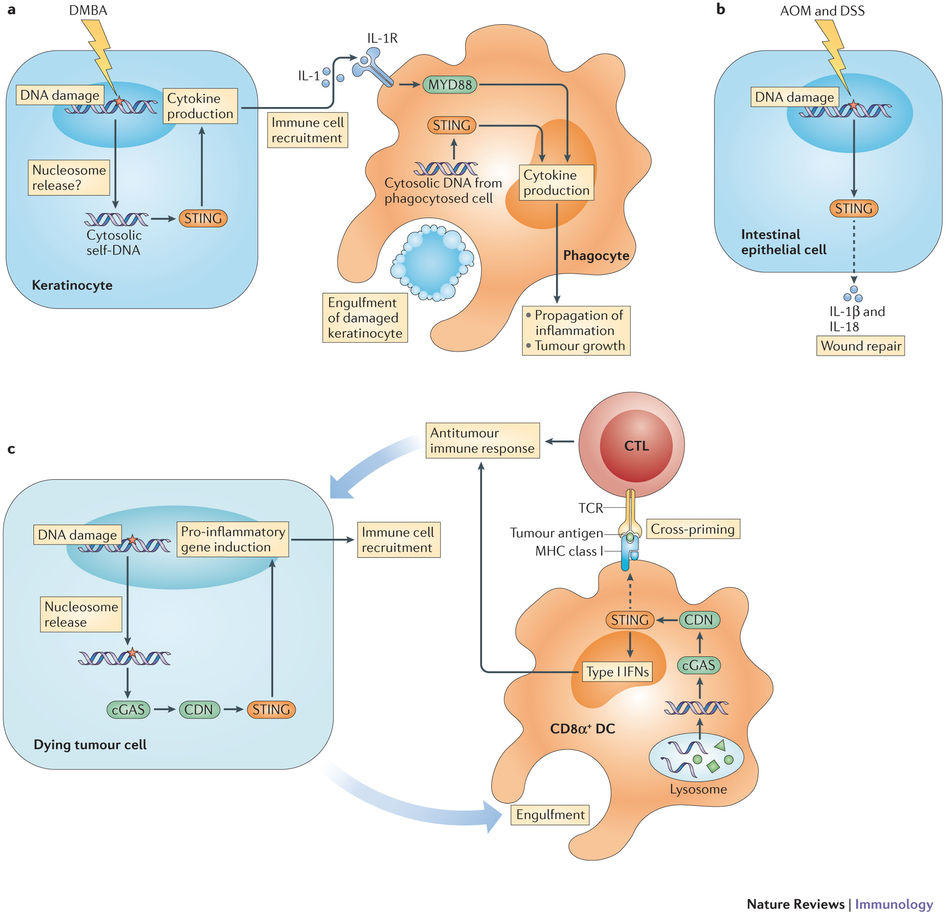 a
DMBA
DNA damage
Cytokine
production
Nucleosome
release?
Cytosolic
self-DNA
STING
Keratinocyte
IL-1
IL-1R
Immune cell
recruitment
MYD88
STING
Cytosolic DNA from
phagocytosed cell
Cytokine
production
Phagocyte
Engulfment
of damaged
keratinocyte
• Propagation of
inflammation
• Tumour growth
b
AOM and DSS
DNA damage
STING
Intestinal
epithelial cell
IL-1β and
IL-18
Wound repair
c
Antitumour
immune response
CTL
TCR
Tumour antigen
MHC class I
Cross-priming
DNA damage
Pro-inflammatory
gene induction
Immune cell
recruitment
Nucleosome
release
cGAS
CDN
STING
Dying tumour cell
STING
CDN
Type I IFNs
cGAS
CD8α⁺ DC
Lysosome
Engulfment
Nature Reviews | Immunology